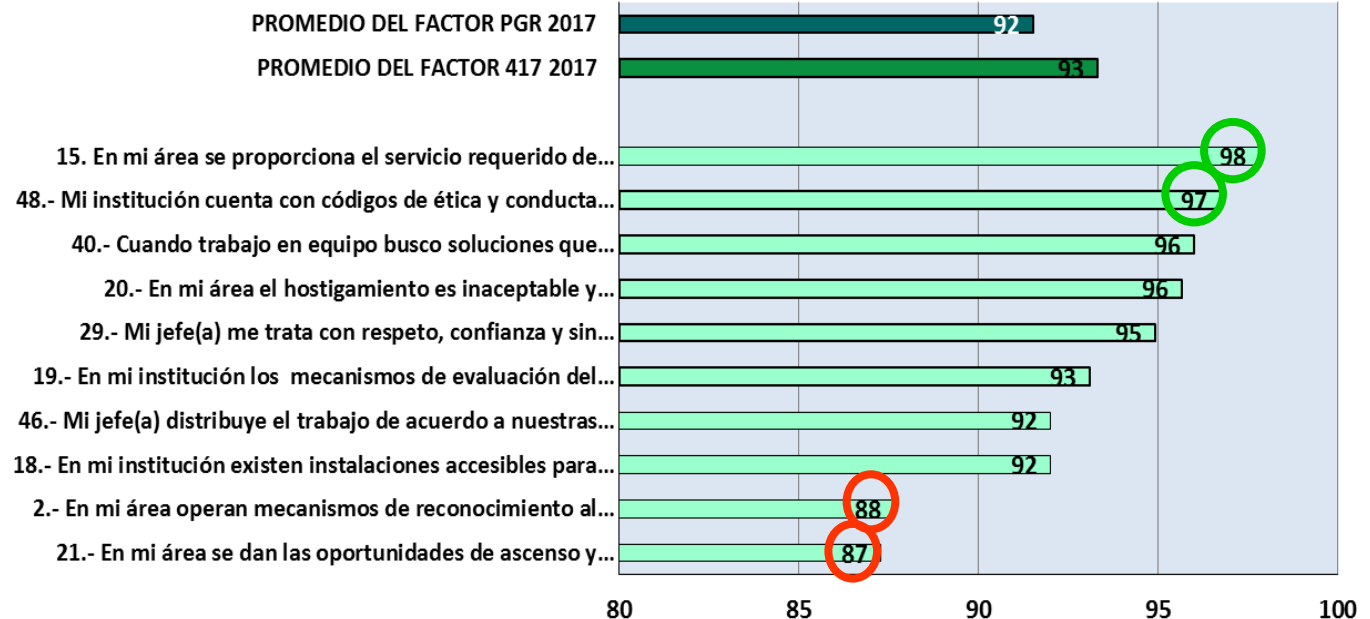 PROMEDIO DEL FACTOR PGR 2017 92
PROMEDIO DEL FACTOR 417 2017 93
15. En mi área se proporciona el servicio requerido de... 98
48.- Mi institución cuenta con códigos de ética y conducta... 97
40.- Cuando trabajo en equipo busco soluciones que... 96
20.- En mi área el hostigamiento es inaceptable y... 96
29.- Mi jefe(a) me trata con respeto, confianza y sin... 95
19.- En mi institución los mecanismos de evaluación del... 93
46.- Mi jefe(a) distribuye el trabajo de acuerdo a nuestras... 92
18.- En mi institución existen instalaciones accesibles para... 92
2.- En mi área operan mecanismos de reconocimiento al... 88
21.- En mi área se dan las oportunidades de ascenso y... 87
80 85 90 95 100